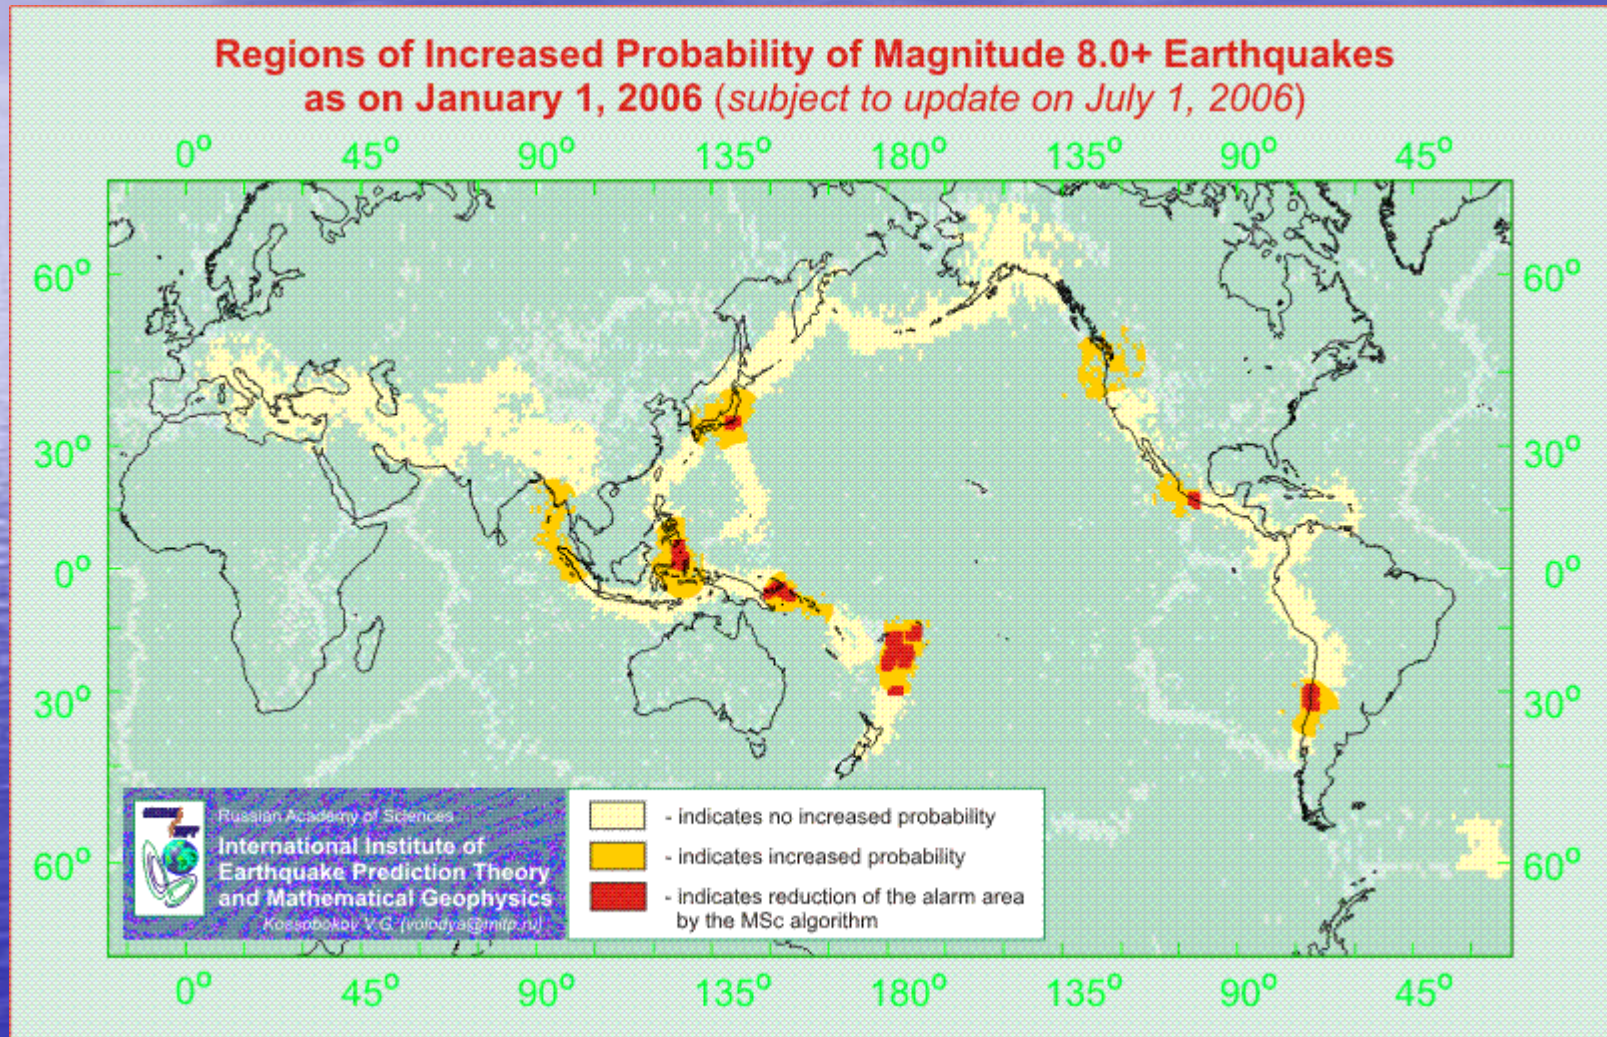 Regions of Increased Probability of Magnitude 8.0+ Earthquakes
as on January 1, 2006 (subject to update on July 1, 2006)
0° 45° 90° 135° 180° 135° 90° 45°
60° 60°
30° 30°
0° 0°
30° 30°
60° 60°
Russian Academy of Sciences
International Institute of
Earthquake Prediction Theory
and Mathematical Geophysics
Kossobokov V.G. (volodya@mitp.ru)
- indicates no increased probability
- indicates increased probability
- indicates reduction of the alarm area
by the MSc algorithm
0° 45° 90° 135° 180° 135° 90° 45°